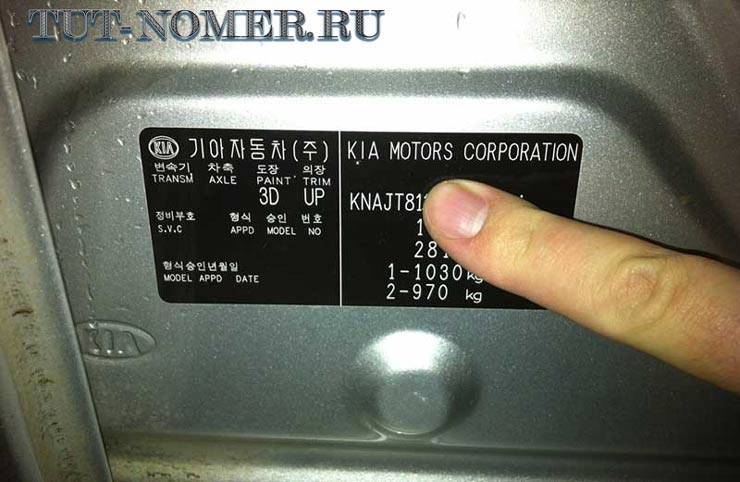 TUT-NOMER.RU
KIA 기아자동차(주)
변속기 차축 도장 의장
TRANSM AXLE PAINT TRIM
3D UP
정비부호 형식 승인 번호
S.V.C APPD MODEL NO
형식승인년월일
MODEL APPD DATE
KIA MOTORS CORPORATION
KNAJT81
1
281
1-1030 kg
2-970 kg
KIA